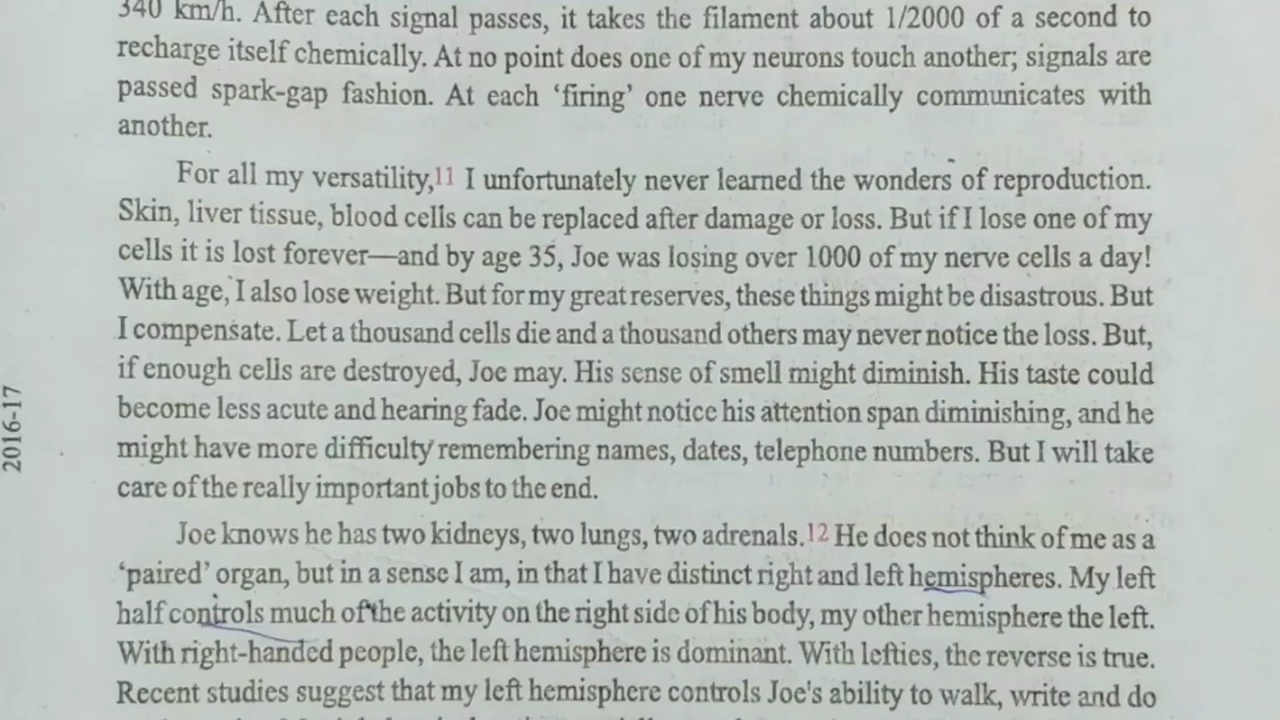 340 km/h. After each signal passes, it takes the filament about 1/2000 of a second to
recharge itself chemically. At no point does one of my neurons touch another; signals are
passed spark-gap fashion. At each ‘firing’ one nerve chemically communicates with
another.
For all my versatility,11 I unfortunately never learned the wonders of reproduction.
Skin, liver tissue, blood cells can be replaced after damage or loss. But if I lose one of my
cells it is lost forever—and by age 35, Joe was losing over 1000 of my nerve cells a day!
With age, I also lose weight. But for my great reserves, these things might be disastrous. But
I compensate. Let a thousand cells die and a thousand others may never notice the loss. But,
if enough cells are destroyed, Joe may. His sense of smell might diminish. His taste could
become less acute and hearing fade. Joe might notice his attention span diminishing, and he
might have more difficulty remembering names, dates, telephone numbers. But I will take
care of the really important jobs to the end.
Joe knows he has two kidneys, two lungs, two adrenals.12 He does not think of me as a
‘paired’ organ, but in a sense I am, in that I have distinct right and left hemispheres. My left
half controls much of the activity on the right side of his body, my other hemisphere the left.
With right-handed people, the left hemisphere is dominant. With lefties, the reverse is true.
Recent studies suggest that my left hemisphere controls Joe's ability to walk, write and do
2016-17